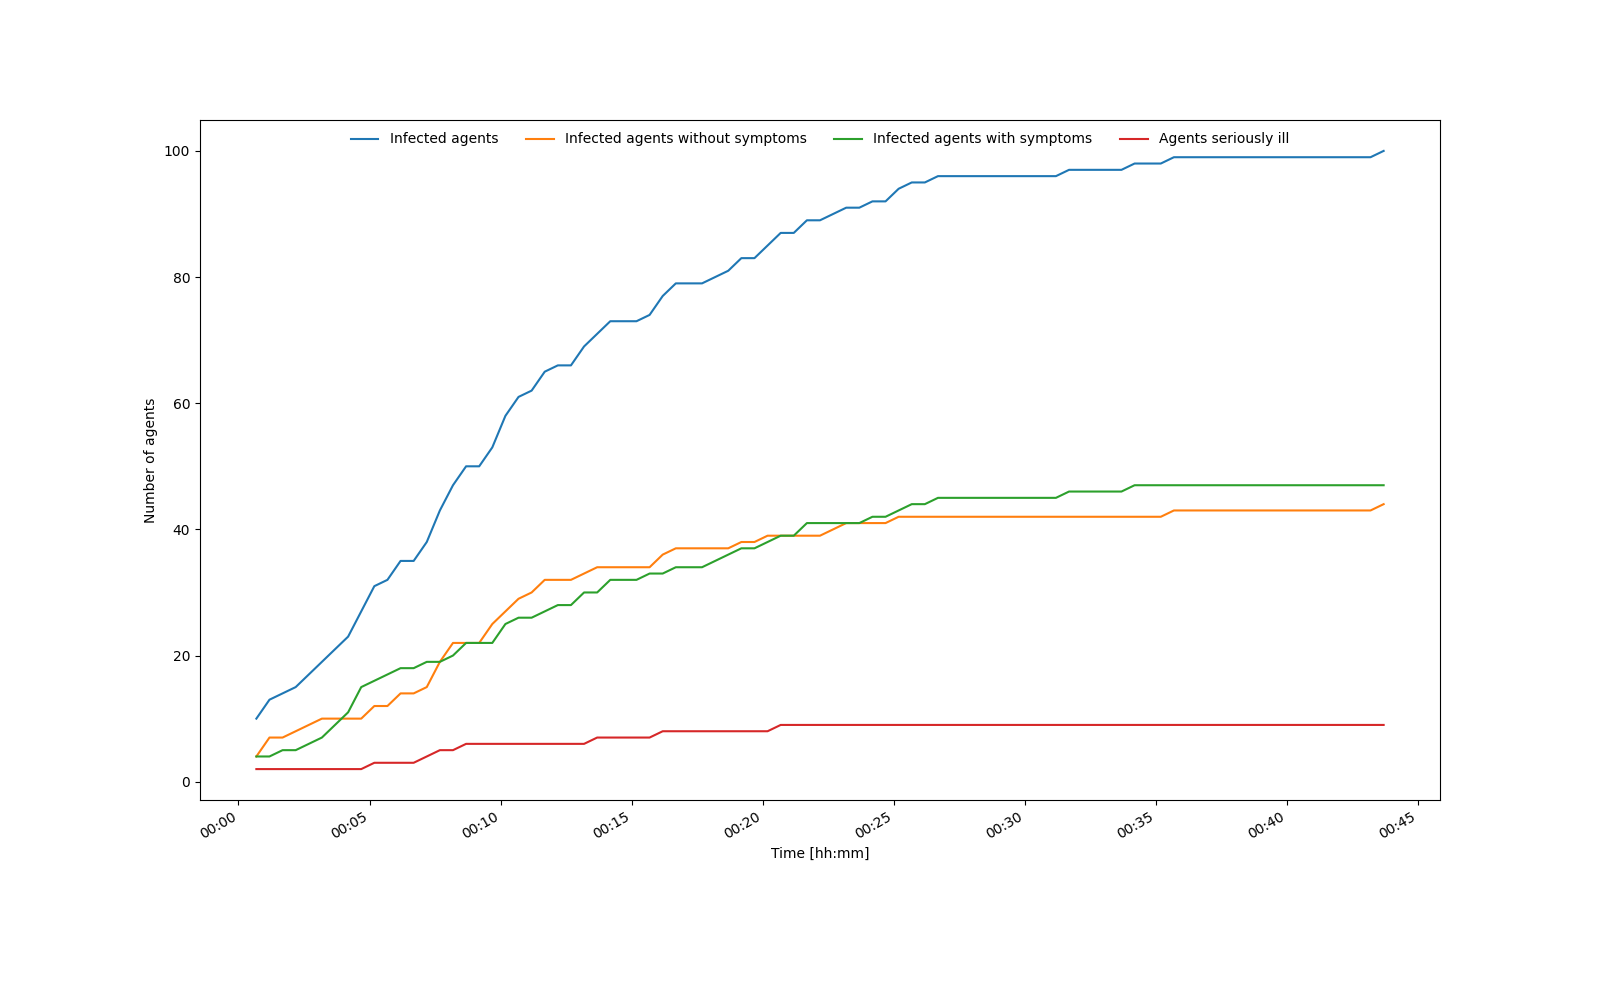 Infected agents Infected agents without symptoms Infected agents with symptoms Agents seriously ill
100
80
60
40
20
0
Number of agents
00:00 00:05 00:10 00:15 00:20 00:25 00:30 00:35 00:40 00:45
Time [hh:mm]